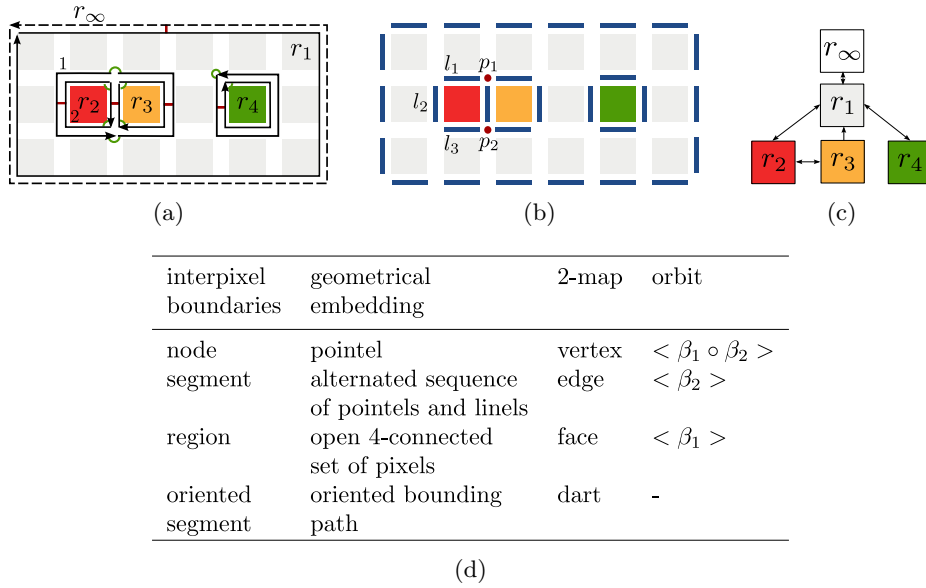 r∞
r1
1
r2
r3
r4
2
(a)
l1
p1
l2
l3
p2
(b)
r∞
r1
r2
r3
r4
(c)
interpixel boundaries geometrical embedding 2-map orbit
node pointel vertex < β1 ∘ β2 >
segment alternated sequence of pointels and linels edge < β2 >
region open 4-connected set of pixels face < β1 >
oriented segment oriented bounding path dart -
(d)